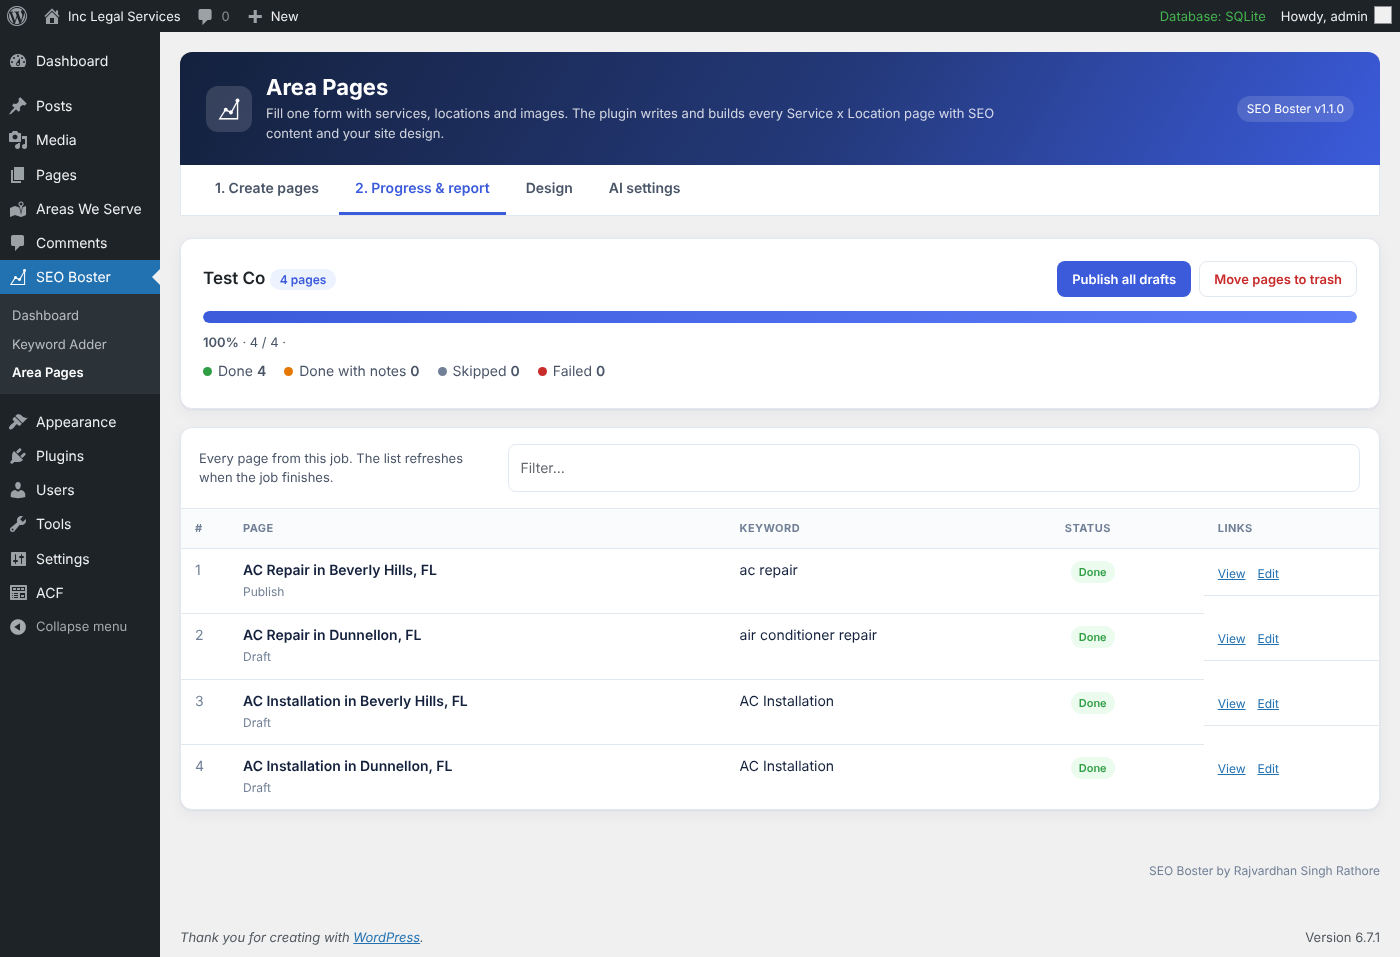 Inc Legal Services
0
New
Database: SQLite
Howdy, admin
Dashboard
Posts
Media
Pages
Areas We Serve
Comments
SEO Boster
Dashboard
Keyword Adder
Area Pages
Appearance
Plugins
Users
Tools
Settings
ACF
Collapse menu
Area Pages
Fill one form with services, locations and images. The plugin writes and builds every Service x Location page with SEO
content and your site design.
SEO Boster v1.1.0
1. Create pages
2. Progress & report
Design
AI settings
Test Co 4 pages
Publish all drafts
Move pages to trash
100% · 4 / 4 ·
Done 4 Done with notes 0 Skipped 0 Failed 0
Every page from this job. The list refreshes
when the job finishes.
Filter...
# PAGE KEYWORD STATUS LINKS
1 AC Repair in Beverly Hills, FL ac repair Done View Edit
Publish
2 AC Repair in Dunnellon, FL air conditioner repair Done View Edit
Draft
3 AC Installation in Beverly Hills, FL AC Installation Done View Edit
Draft
4 AC Installation in Dunnellon, FL AC Installation Done View Edit
Draft
SEO Boster by Rajvardhan Singh Rathore
Thank you for creating with WordPress.
Version 6.7.1